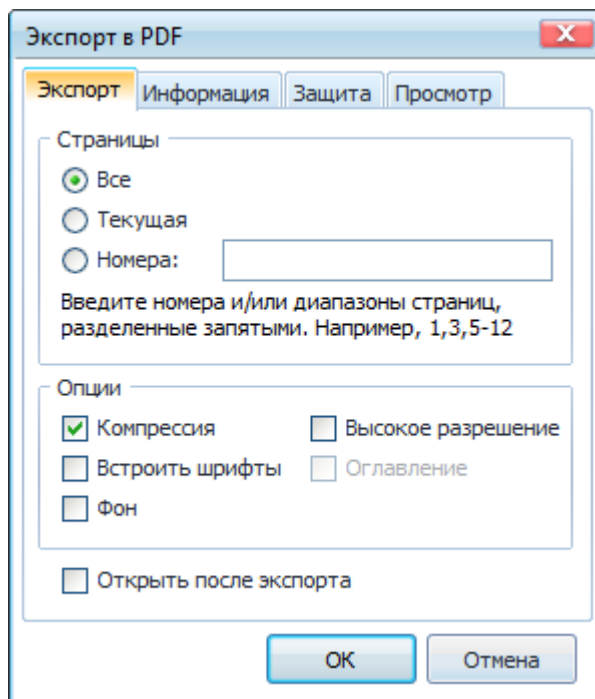 Экспорт в PDF
Экспорт Информация Защита Просмотр
Страницы
Все
Текущая
Номера:
Введите номера и/или диапазоны страниц,
разделенные запятыми. Например, 1,3,5-12
Опции
Компрессия Высокое разрешение
Встроить шрифты Оглавление
Фон
Открыть после экспорта
OK Отмена